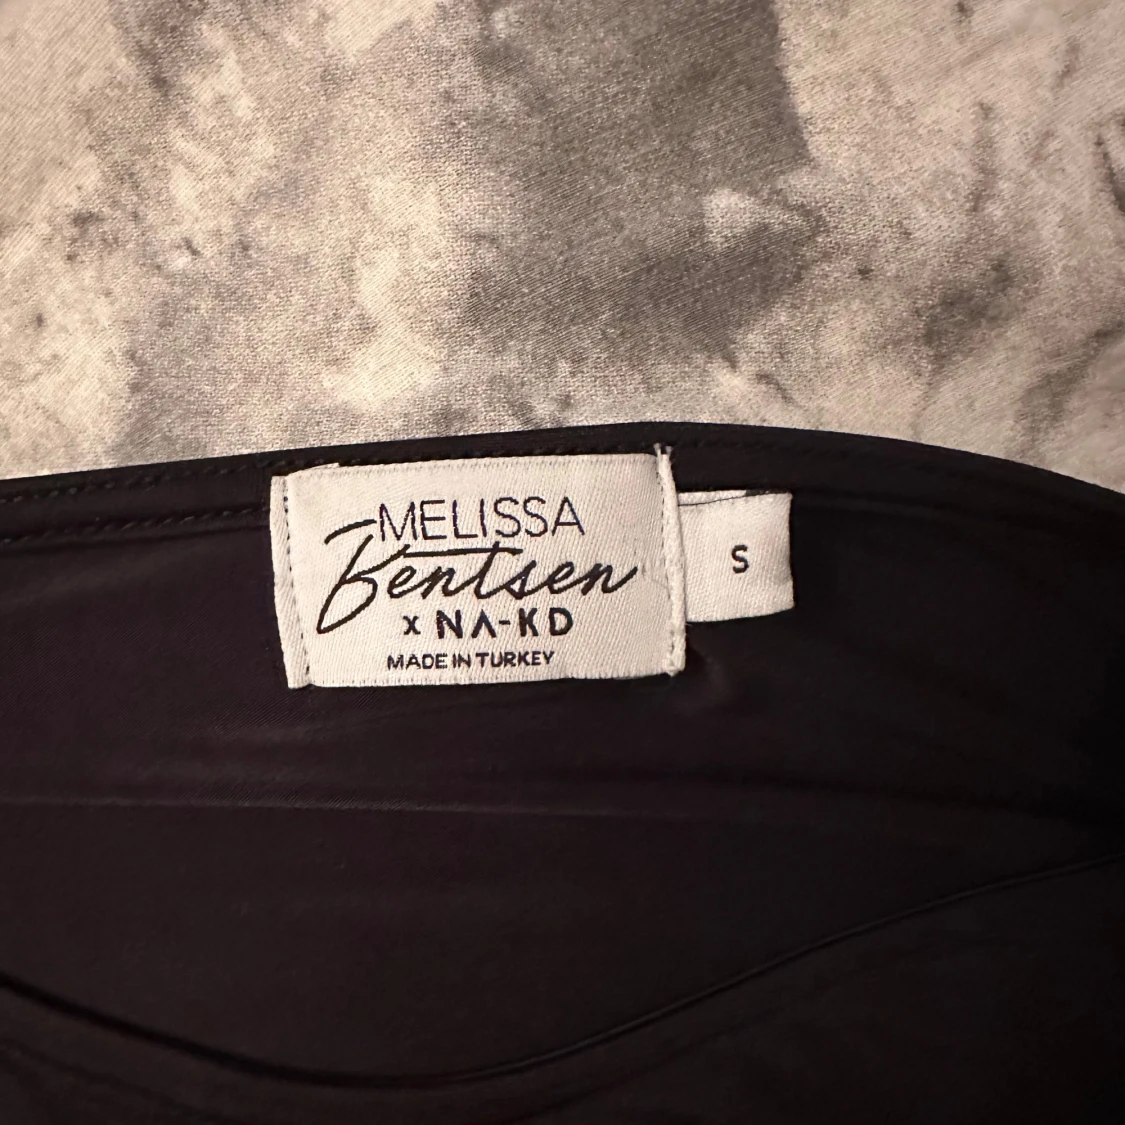 MELISSA
Bentsen
x NA-KD
MADE IN TURKEY
S